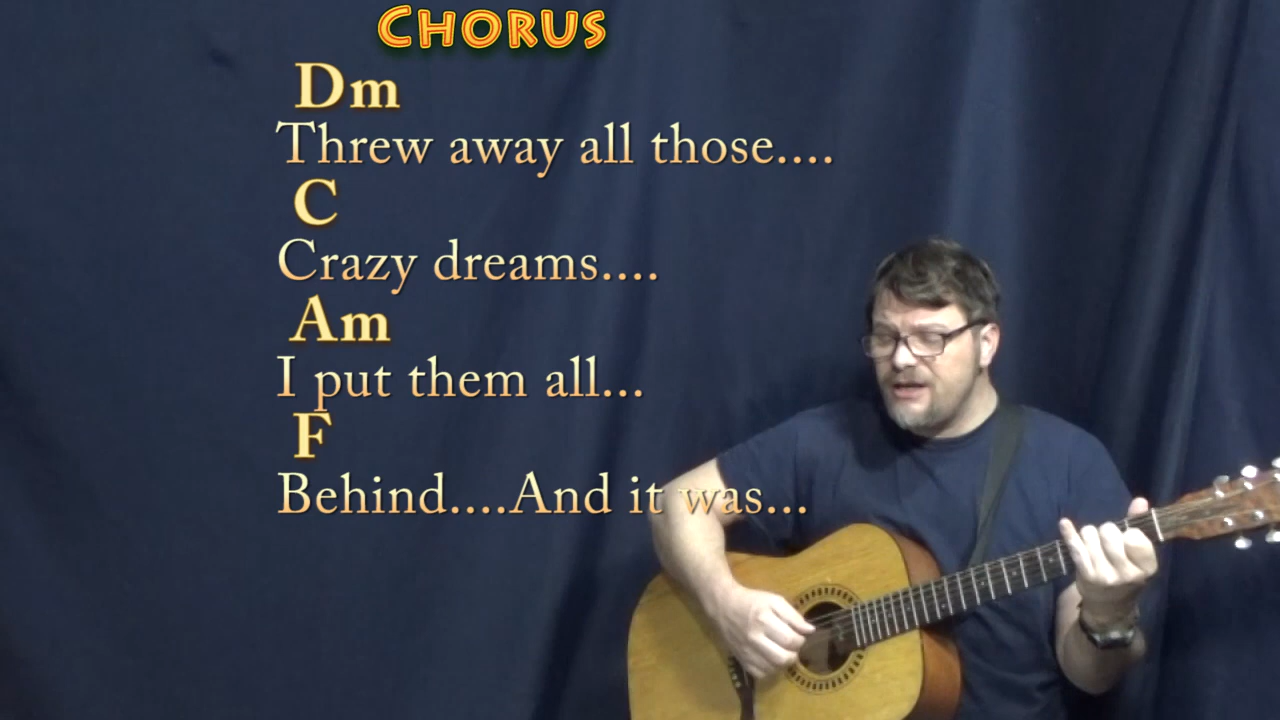 CHORUS
Dm
Threw away all those....
C
Crazy dreams....
Am
I put them all...
F
Behind....And it was...